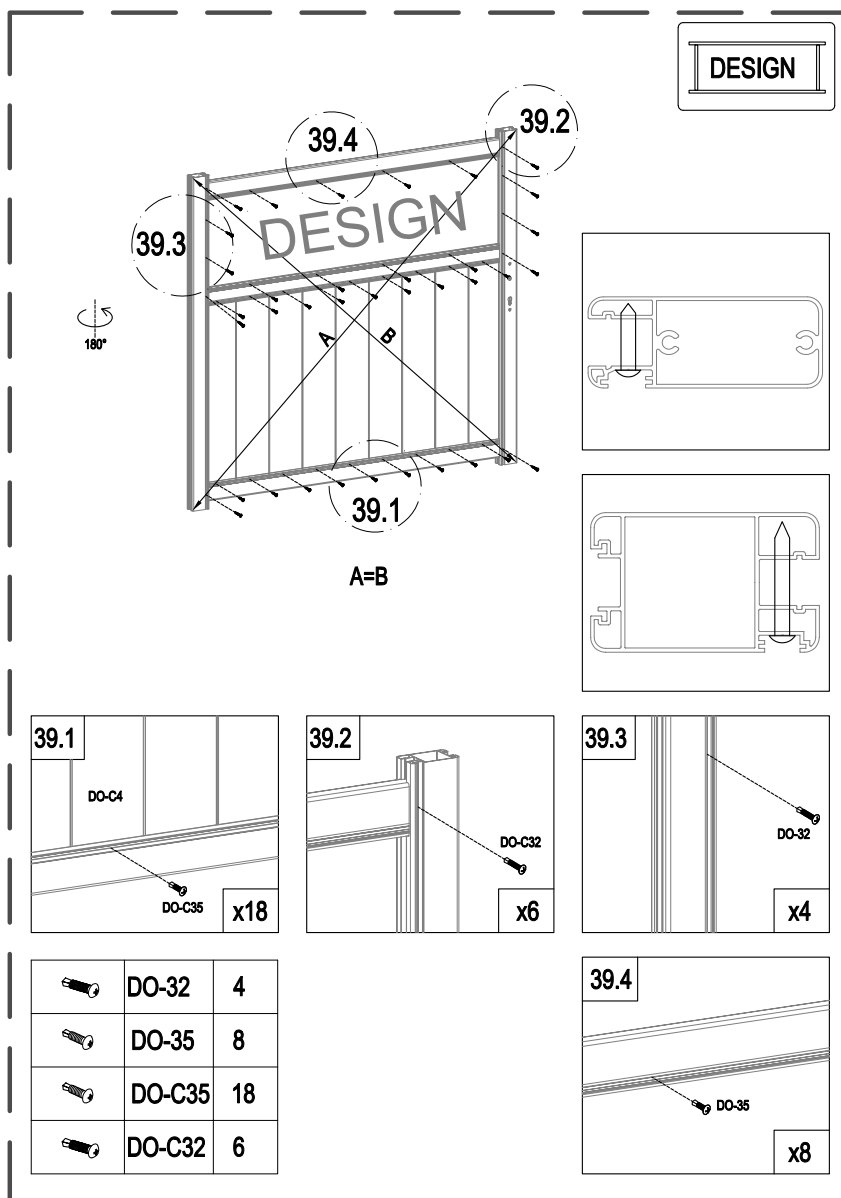 DESIGN
39.2
39.4
39.3
DESIGN
180°
A
B
39.1
A=B
39.1
DO-C4
DO-C35
x18
39.2
DO-C32
x6
39.3
DO-32
x4
DO-32 4
DO-35 8
DO-C35 18
DO-C32 6
39.4
DO-35
x8